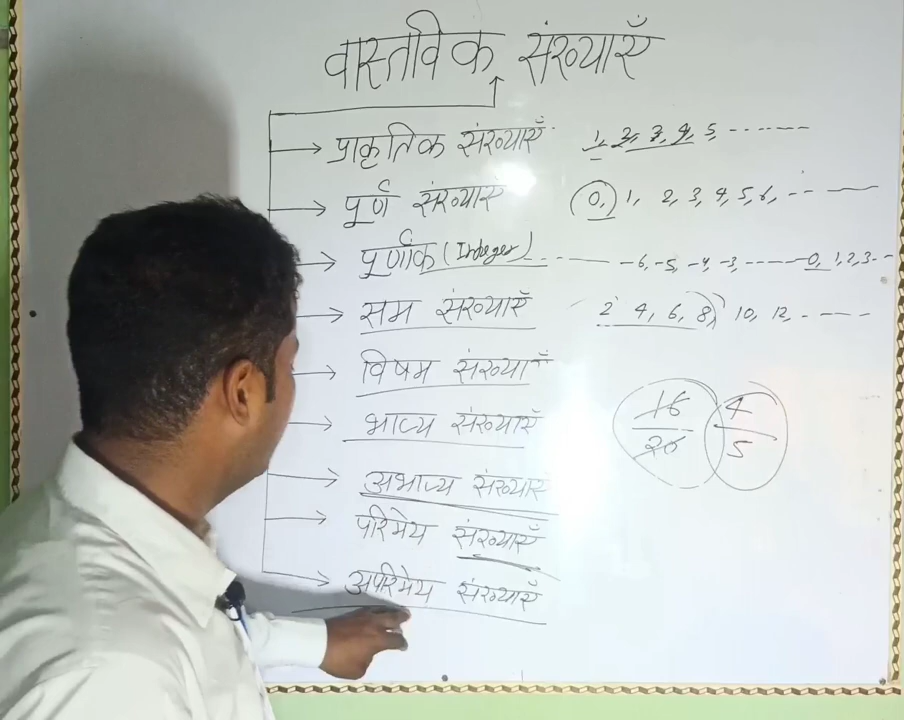 वास्तविक संख्याएँ
प्राकृतिक संख्याएँ 1, 2, 3, 4, 5, -------
पूर्ण संख्याएँ 0, 1, 2, 3, 4, 5, 6, -----
पूर्णांक (Integer) ------ -6, -5, -4, -3, ------ 0, 1, 2, 3--
सम संख्याएँ 2 4, 6, 8, 10, 12, -----
विषम संख्याएँ
भाज्य संख्याएँ
अभाज्य संख्याएँ
परिमेय संख्याएँ
अपरिमेय संख्याएँ
16/20 4/5